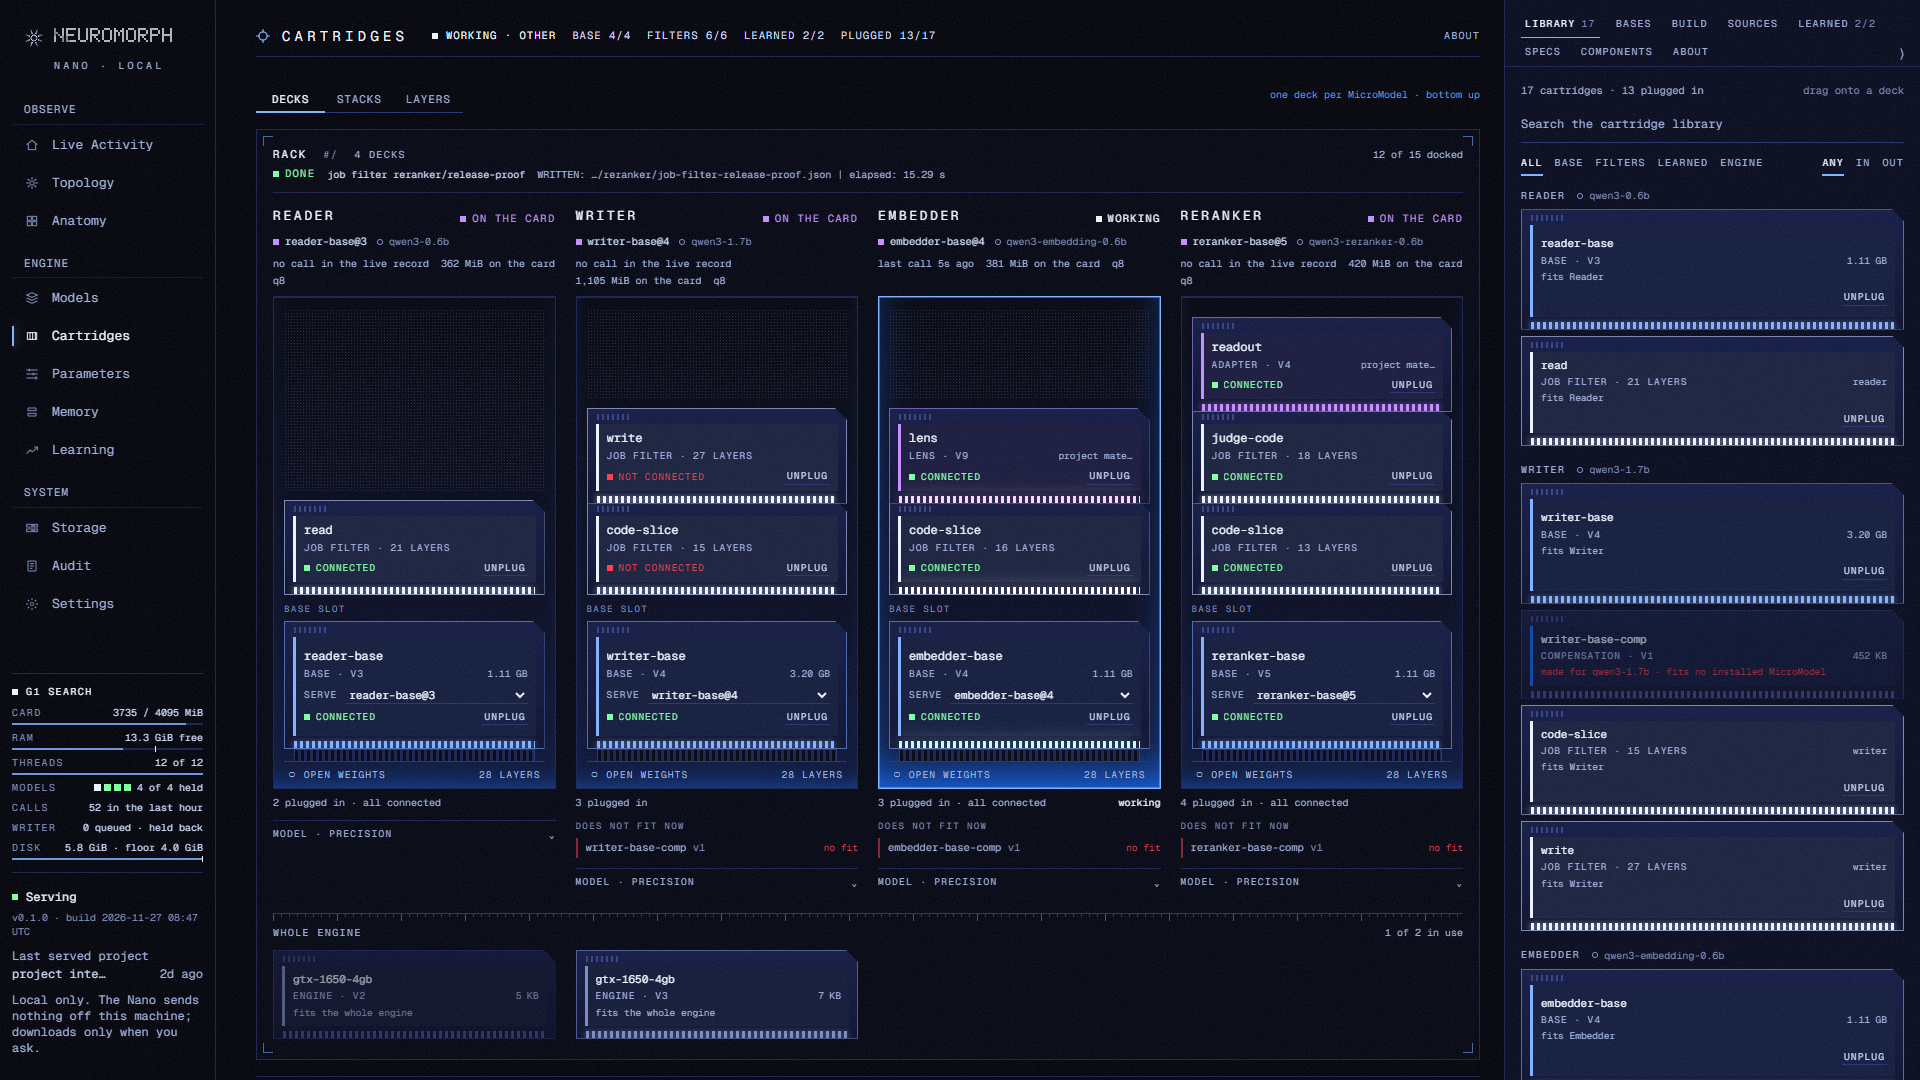 NEUROMORPH
NANO · LOCAL
OBSERVE
Live Activity
Topology
Anatomy
ENGINE
Models
Cartridges
Parameters
Memory
Learning
SYSTEM
Storage
Audit
Settings
G1 SEARCH
CARD 3735 / 4095 MiB
RAM 13.3 GiB free
THREADS 12 of 12
MODELS 4 of 4 held
CALLS 52 in the last hour
WRITER 0 queued · held back
DISK 5.8 GiB · floor 4.0 GiB
Serving
v0.1.0 · build 2026-11-27 08:47
UTC
Last served project
project inte… 2d ago
Local only. The Nano sends
nothing off this machine;
downloads only when you
ask.
CARTRIDGES WORKING · OTHER BASE 4/4 FILTERS 6/6 LEARNED 2/2 PLUGGED 13/17 ABOUT
DECKS STACKS LAYERS one deck per MicroModel · bottom up
RACK #/ 4 DECKS 12 of 15 docked
DONE job filter reranker/release-proof WRITTEN: …/reranker/job-filter-release-proof.json | elapsed: 15.29 s
READER ON THE CARD
reader-base@3 qwen3-0.6b
no call in the live record 362 MiB on the card
q8
read
JOB FILTER · 21 LAYERS
CONNECTED UNPLUG
BASE SLOT
reader-base
BASE · V3 1.11 GB
SERVE reader-base@3
CONNECTED UNPLUG
OPEN WEIGHTS 28 LAYERS
2 plugged in · all connected
MODEL · PRECISION
WRITER ON THE CARD
writer-base@4 qwen3-1.7b
no call in the live record
1,105 MiB on the card q8
write
JOB FILTER · 27 LAYERS
NOT CONNECTED UNPLUG
code-slice
JOB FILTER · 15 LAYERS
NOT CONNECTED UNPLUG
BASE SLOT
writer-base
BASE · V4 3.20 GB
SERVE writer-base@4
CONNECTED UNPLUG
OPEN WEIGHTS 28 LAYERS
3 plugged in
DOES NOT FIT NOW
writer-base-comp v1 no fit
MODEL · PRECISION
EMBEDDER WORKING
embedder-base@4 qwen3-embedding-0.6b
last call 5s ago 381 MiB on the card q8
lens
LENS · V9 project mate…
CONNECTED UNPLUG
code-slice
JOB FILTER · 16 LAYERS
CONNECTED UNPLUG
BASE SLOT
embedder-base
BASE · V4 1.11 GB
SERVE embedder-base@4
CONNECTED UNPLUG
OPEN WEIGHTS 28 LAYERS
3 plugged in · all connected working
DOES NOT FIT NOW
embedder-base-comp v1 no fit
MODEL · PRECISION
RERANKER ON THE CARD
reranker-base@5 qwen3-reranker-0.6b
no call in the live record 420 MiB on the card
q8
readout
ADAPTER · V4 project mate…
CONNECTED UNPLUG
judge-code
JOB FILTER · 18 LAYERS
CONNECTED UNPLUG
code-slice
JOB FILTER · 13 LAYERS
CONNECTED UNPLUG
BASE SLOT
reranker-base
BASE · V5 1.11 GB
SERVE reranker-base@5
CONNECTED UNPLUG
OPEN WEIGHTS 28 LAYERS
4 plugged in · all connected
DOES NOT FIT NOW
reranker-base-comp v1 no fit
MODEL · PRECISION
WHOLE ENGINE 1 of 2 in use
gtx-1650-4gb
ENGINE · V2 5 KB
fits the whole engine
gtx-1650-4gb
ENGINE · V3 7 KB
fits the whole engine
LIBRARY 17 BASES BUILD SOURCES LEARNED 2/2
SPECS COMPONENTS ABOUT
17 cartridges · 13 plugged in drag onto a deck
Search the cartridge library
ALL BASE FILTERS LEARNED ENGINE ANY IN OUT
READER qwen3-0.6b
reader-base
BASE · V3 1.11 GB
fits Reader
UNPLUG
read
JOB FILTER · 21 LAYERS reader
fits Reader
UNPLUG
WRITER qwen3-1.7b
writer-base
BASE · V4 3.20 GB
fits Writer
UNPLUG
writer-base-comp
COMPENSATION · V1 452 KB
made for qwen3-1.7b · fits no installed MicroModel
code-slice
JOB FILTER · 15 LAYERS writer
fits Writer
UNPLUG
write
JOB FILTER · 27 LAYERS writer
fits Writer
UNPLUG
EMBEDDER qwen3-embedding-0.6b
embedder-base
BASE · V4 1.11 GB
fits Embedder
UNPLUG